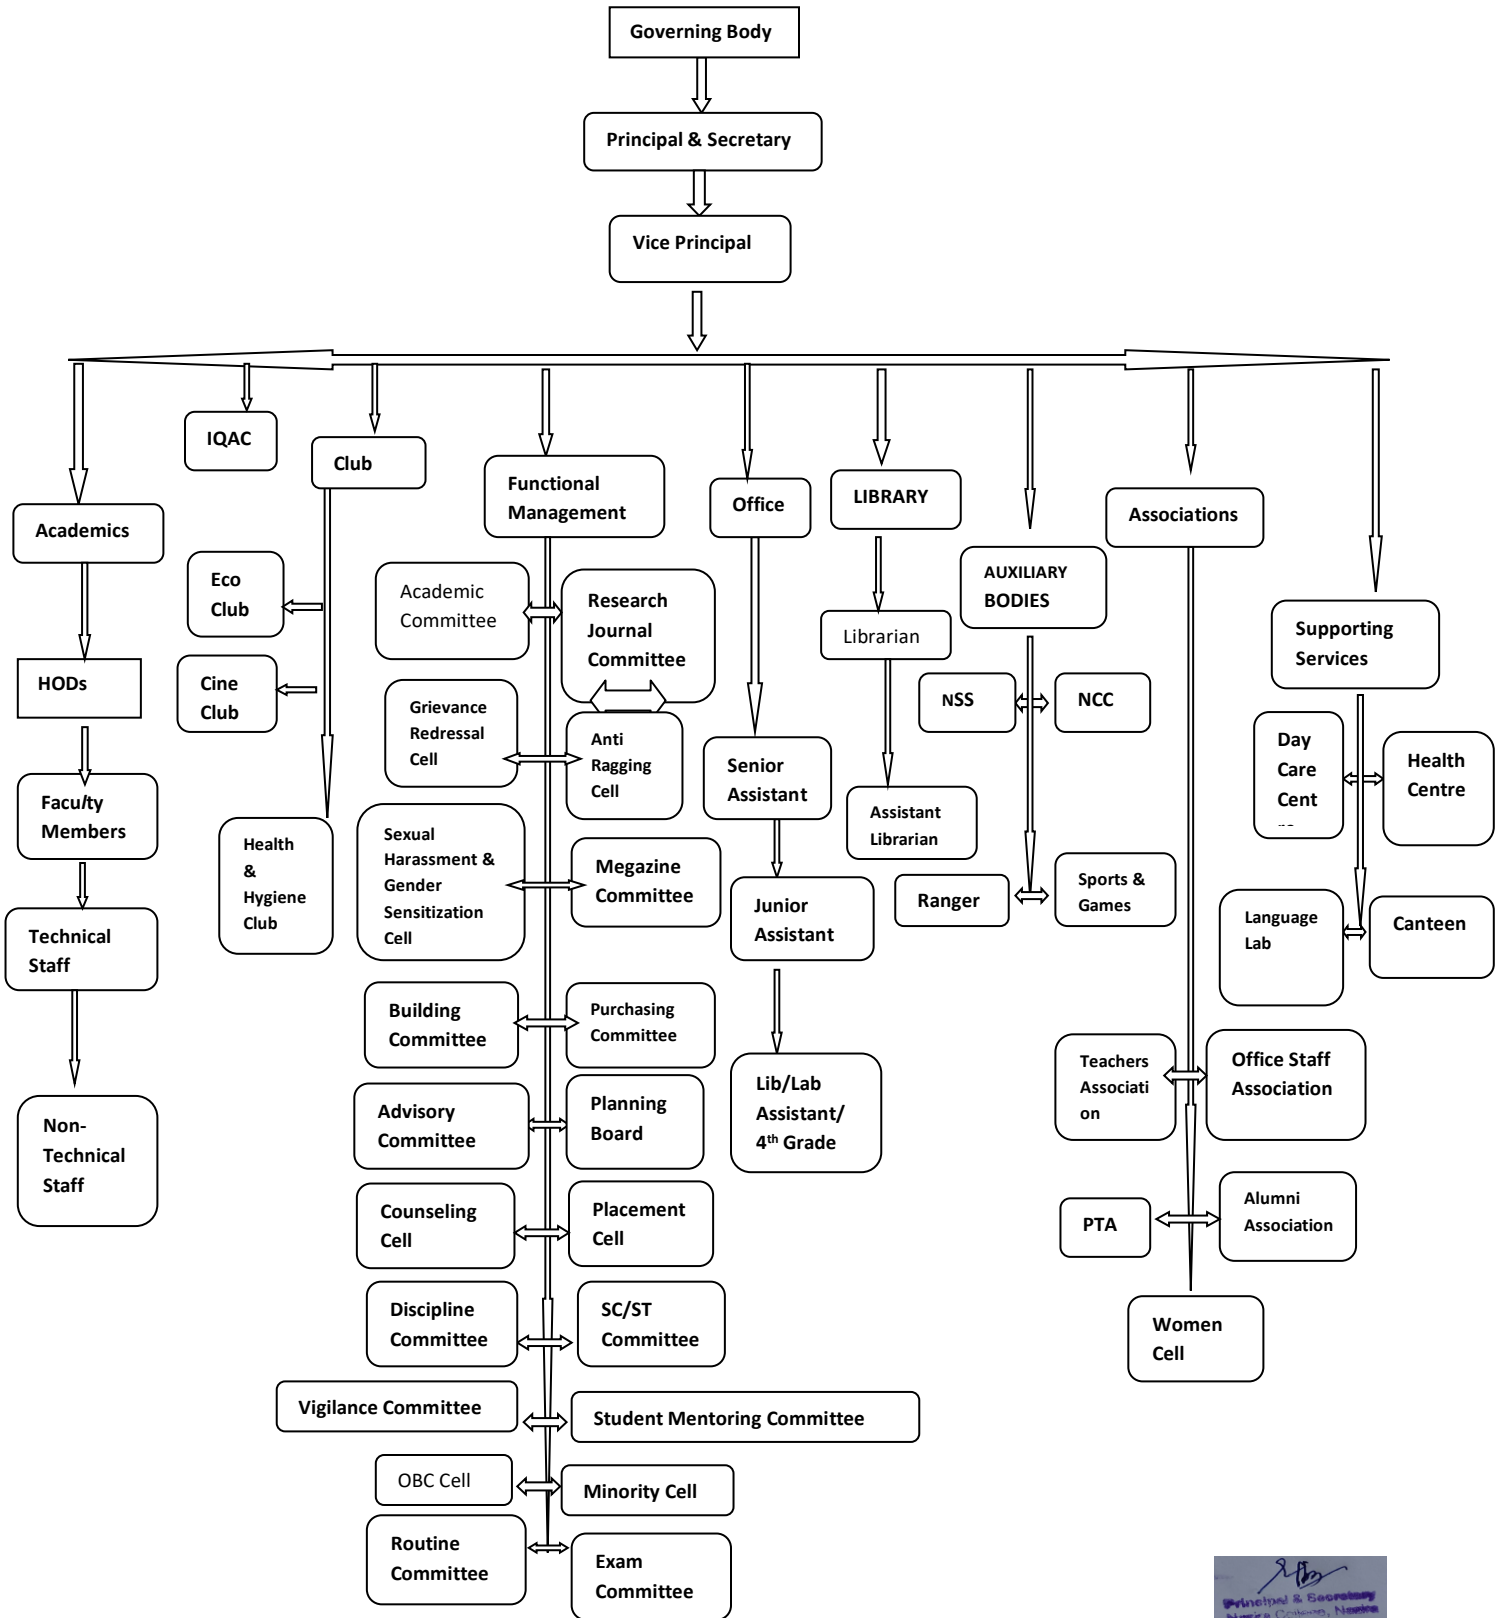 Governing Body
Principal & Secretary
Vice Principal
IQAC
Club
Functional
Management
Office
LIBRARY
Associations
Academics
AUXILIARY
BODIES
Supporting
Services
Eco
Club
Academic
Committee
Research
Journal
Committee
Librarian
HODs
Cine
Club
Grievance
Redressal
Cell
Anti
Ragging
Cell
NSS
NCC
Day
Care
Cent
Health
Centre
Senior
Assistant
Faculty
Members
Health
&
Hygiene
Club
Sexual
Harassment &
Gender
Sensitization
Cell
Megazine
Committee
Assistant
Librarian
Junior
Assistant
Ranger
Sports &
Games
Language
Lab
Canteen
Technical
Staff
Building
Committee
Purchasing
Committee
Lib/Lab
Assistant/
4th Grade
Teachers
Associati
on
Office Staff
Association
Non-
Technical
Staff
Advisory
Committee
Planning
Board
Counseling
Cell
Placement
Cell
PTA
Alumni
Association
Discipline
Committee
SC/ST
Committee
Women
Cell
Vigilance Committee
Student Mentoring Committee
OBC Cell
Minority Cell
Routine
Committee
Exam
Committee
Principal & Secretary